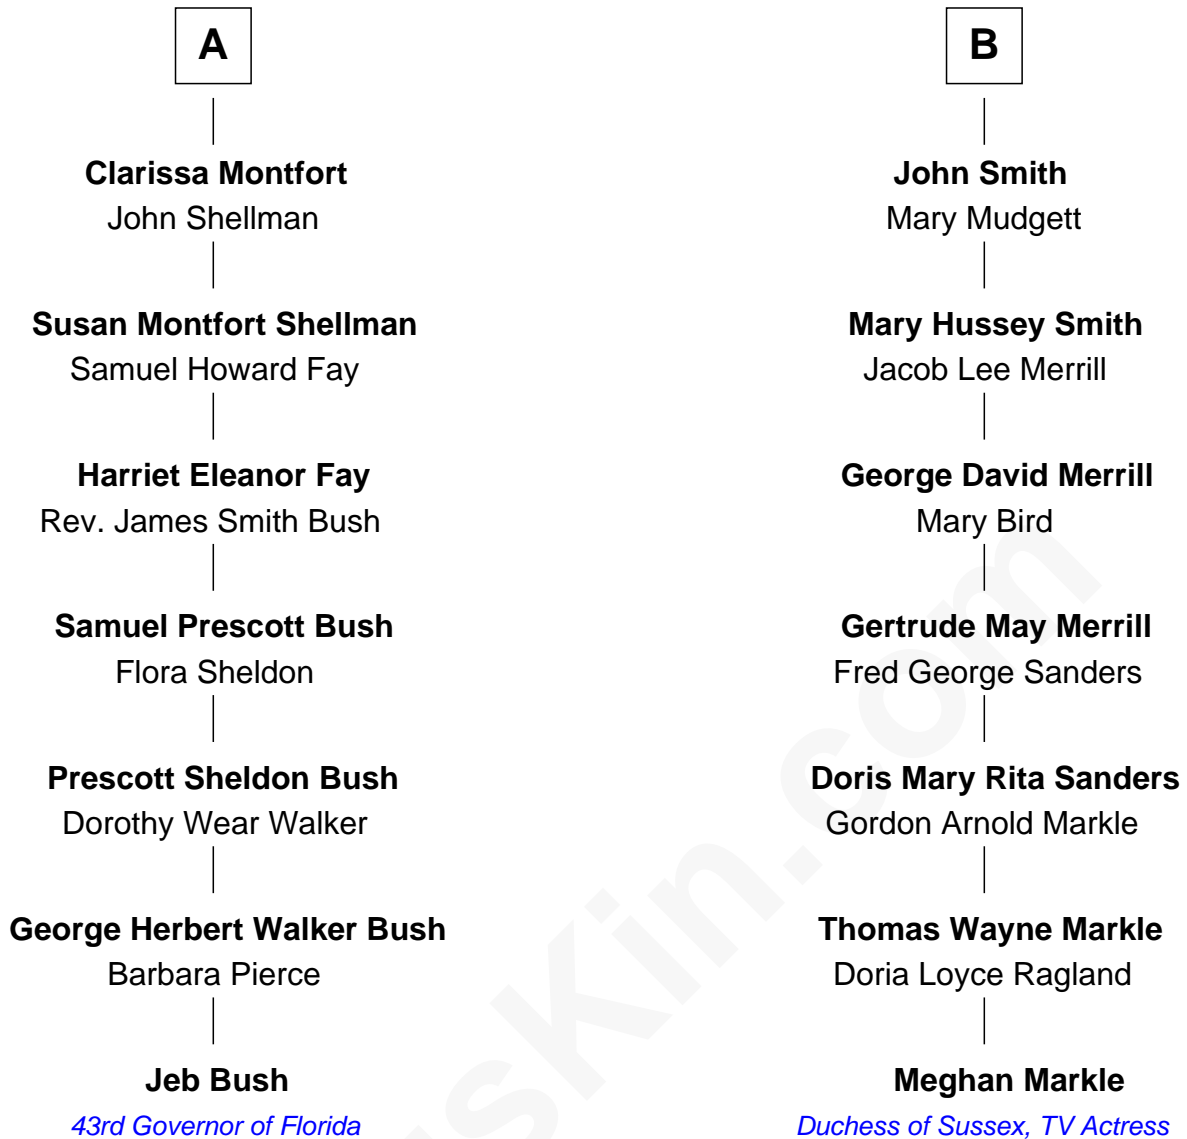 A
Clarissa Montfort
John Shellman
Susan Montfort Shellman
Samuel Howard Fay
Harriet Eleanor Fay
Rev. James Smith Bush
Samuel Prescott Bush
Flora Sheldon
Prescott Sheldon Bush
Dorothy Wear Walker
George Herbert Walker Bush
Barbara Pierce
Jeb Bush
43rd Governor of Florida
B
John Smith
Mary Mudgett
Mary Hussey Smith
Jacob Lee Merrill
George David Merrill
Mary Bird
Gertrude May Merrill
Fred George Sanders
Doris Mary Rita Sanders
Gordon Arnold Markle
Thomas Wayne Markle
Doria Loyce Ragland
Meghan Markle
Duchess of Sussex, TV Actress
usKin.com